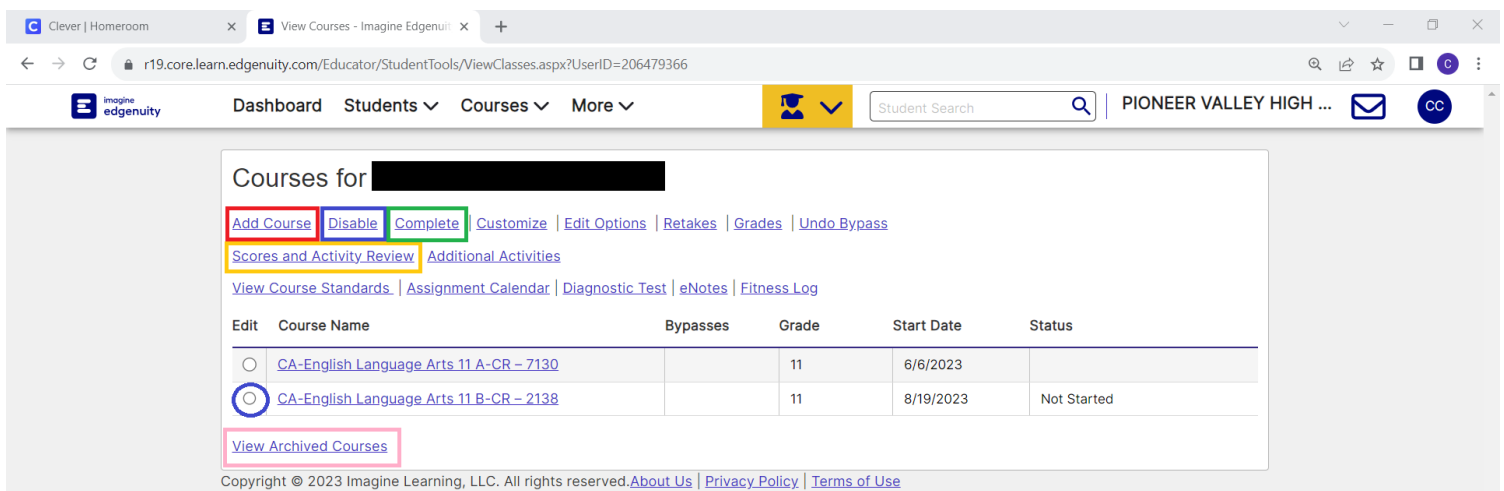 Clever | Homeroom View Courses - Imagine Edgenuit
r19.core.learn.edgenuity.com/Educator/StudentTools/ViewClasses.aspx?UserID=206479366 C
E imagine edgenuity Dashboard Students Courses More Student Search PIONEER VALLEY HIGH ... CC
Courses for
Add Course | Disable | Complete | Customize | Edit Options | Retakes | Grades | Undo Bypass
Scores and Activity Review Additional Activities
View Course Standards | Assignment Calendar | Diagnostic Test | eNotes | Fitness Log
Edit Course Name Bypasses Grade Start Date Status
CA-English Language Arts 11 A-CR – 7130 11 6/6/2023
CA-English Language Arts 11 B-CR – 2138 11 8/19/2023 Not Started
View Archived Courses
Copyright © 2023 Imagine Learning, LLC. All rights reserved.About Us | Privacy Policy | Terms of Use